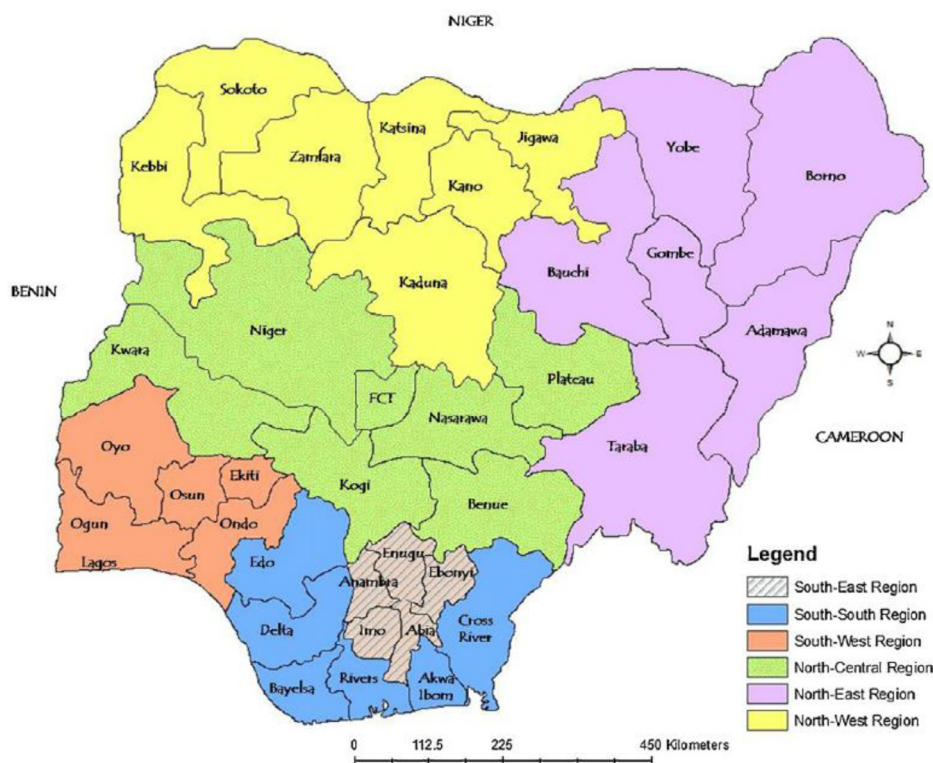 NIGER
Sokoto
Katsina
Jigawa
Kebbi
Zamfara
Kano
Yobe
Borno
Gombe
Bauchi
Kaduna
BENIN
Niger
Adamawa
N
W E
S
Kwara
Plateau
FCT
Nasarawa
CAMEROON
Oyo
Taraba
Ekiti
Osun
Kogi
Benue
Ogun
Ondo
Lagos
Edo
Enugu
Ebonyi
Anambra
Delta
Imo
Abia
Cross
River
Bayelsa
Rivers
Akwa
Ibom
Legend
South-East Region
South-South Region
South-West Region
North-Central Region
North-East Region
North-West Region
0 112.5 225 450 Kilometers